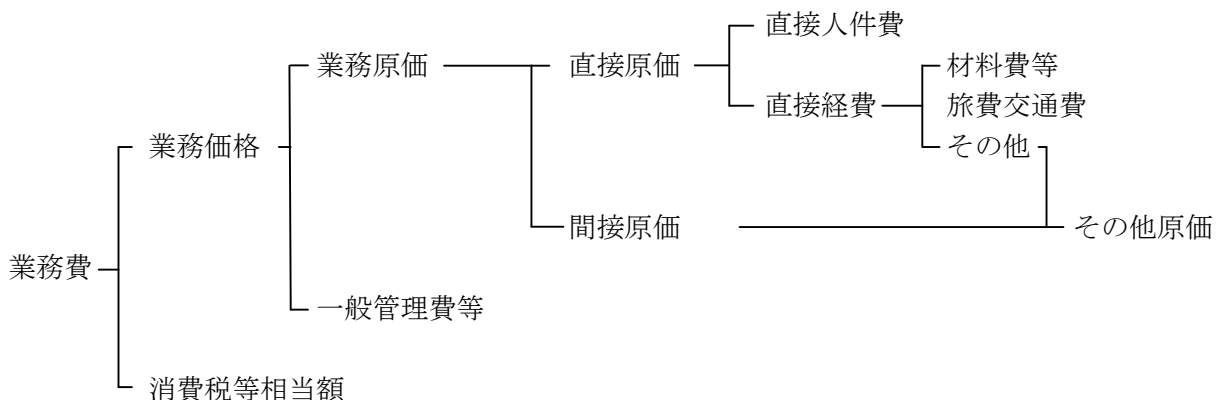 直接人件費
業務原価
直接原価
材料費等
直接経費
旅費交通費
業務価格
その他
間接原価
その他原価
業務費
一般管理費等
消費税等相当額